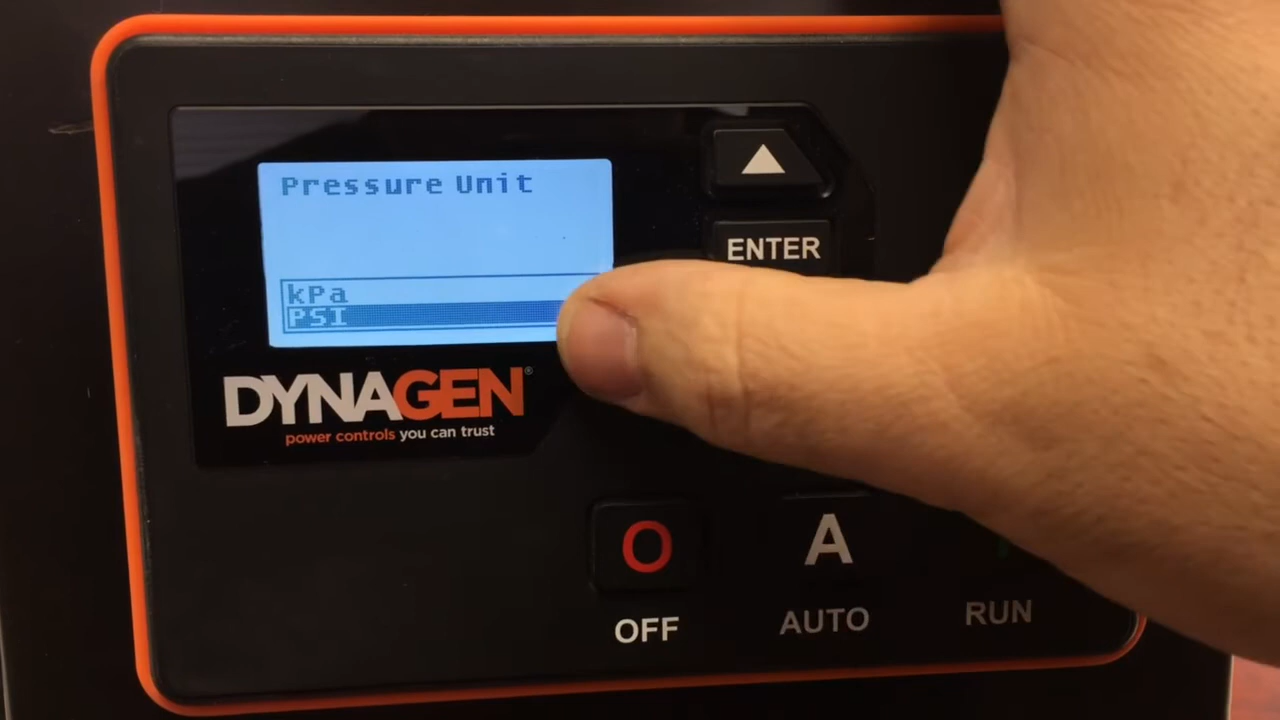 Pressure Unit
kPa
PSI
ENTER
DYNAGEN®
power controls you can trust
O
A
OFF
AUTO
RUN